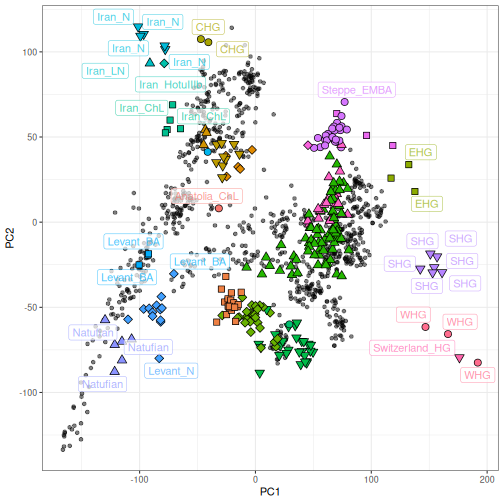 Iran_N
Iran_N
CHG
Iran_N
CHG
Iran_LN
Iran_N
Iran_HotuIIIb
Steppe_EMBA
Iran_ChL
Iran_ChL
EHG
Anatolia_ChL
EHG
Levant_BA
SHG
SHG
Levant_BA
SHG
SHG
Levant_BA
SHG
SHG
WHG
WHG
Natufian
Natufian
Switzerland_HG
Levant_N
WHG
Natufian
100
50
0
-50
-100
PC2
-100
0
100
200
PC1